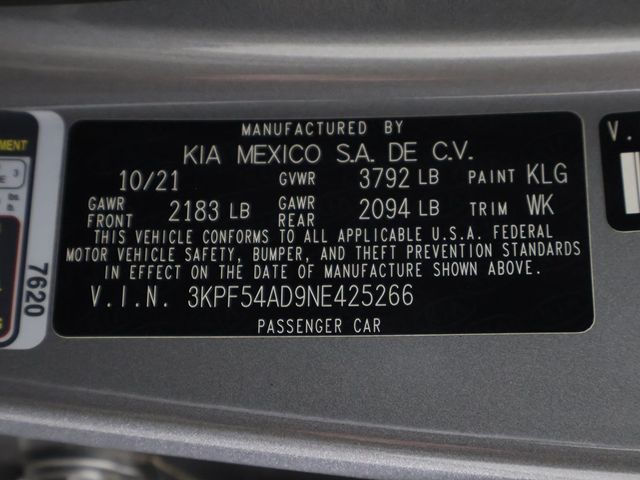 MANUFACTURED BY
KIA MEXICO S.A. DE C.V.
10/21 GVWR 3792 LB PAINT KLG
GAWR FRONT 2183 LB GAWR REAR 2094 LB TRIM WK
THIS VEHICLE CONFORMS TO ALL APPLICABLE U.S.A. FEDERAL
MOTOR VEHICLE SAFETY, BUMPER, AND THEFT PREVENTION STANDARDS
IN EFFECT ON THE DATE OF MANUFACTURE SHOWN ABOVE.
V.I.N. 3KPF54AD9NE425266
PASSENGER CAR
7620
3
V.